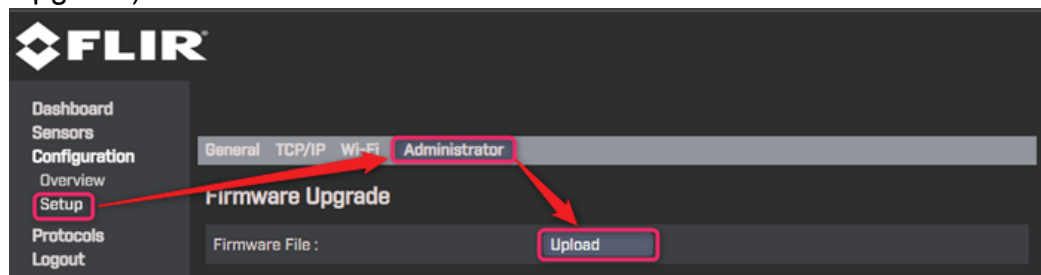 FLIR
Dashboard
Sensors
Configuration
Overview
Setup
Protocols
Logout
General TCP/IP Wi-Fi Administrator
Firmware Upgrade
Firmware File : Upload